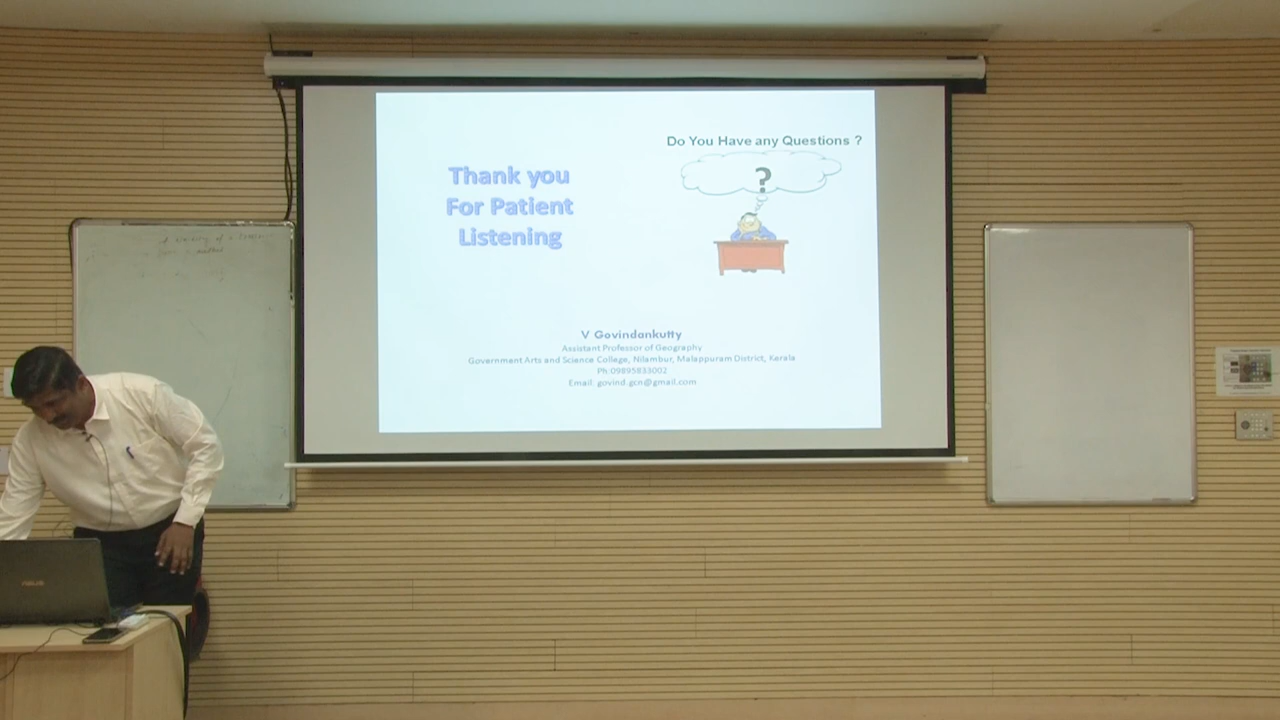 Do You Have any Questions ?
?
Thank you
For Patient
Listening
V Govindankutty
Assistant Professor of Geography
Government Arts and Science College, Nilambur, Malappuram District, Kerala
Ph:09895833002
Email: govind.gcn@gmail.com
ASUS